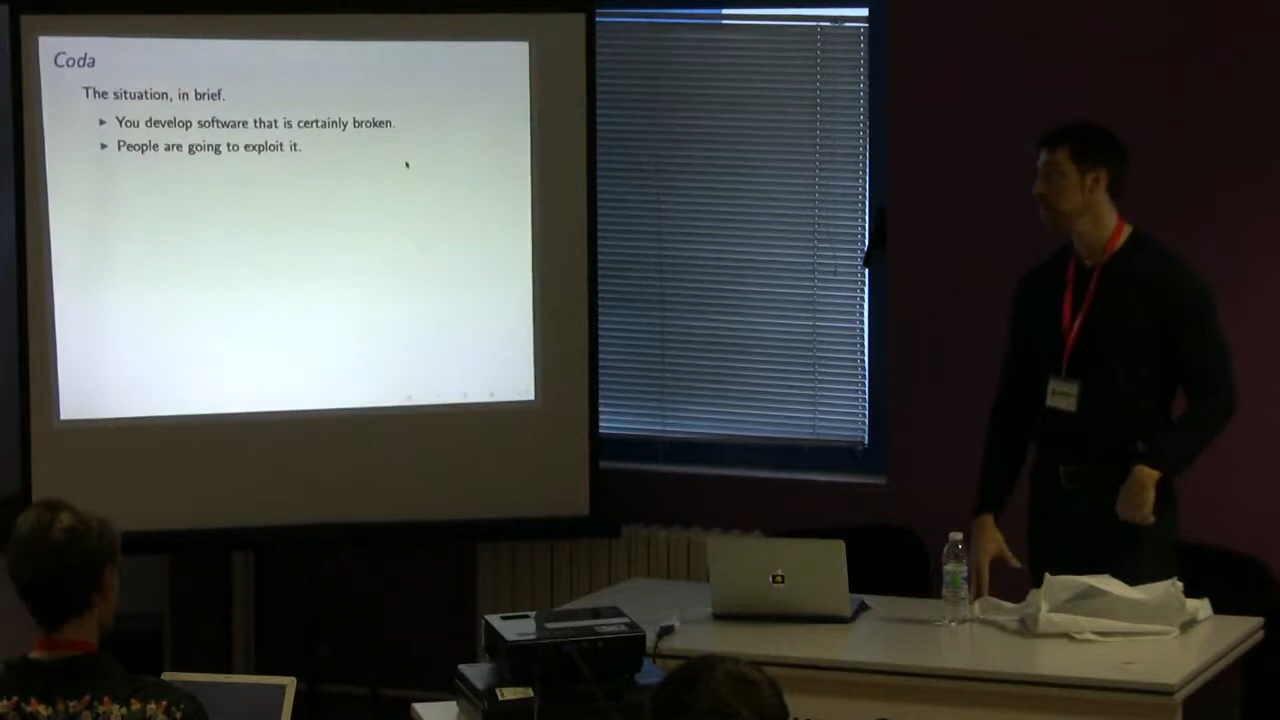 Coda
The situation, in brief.
You develop software that is certainly broken.
People are going to exploit it.